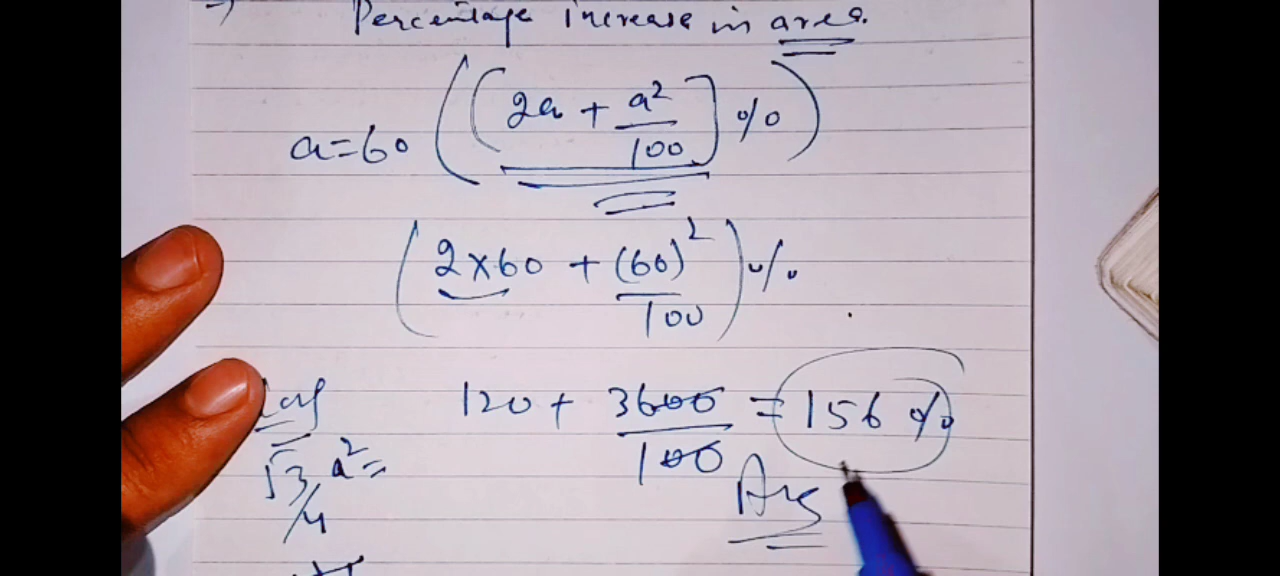 → Percentage increase in area.
a=60 ([2a + a²/100] %)
(2×60 + (60)²/100) %
120 + 3600/100 = 156 %
√3/4 a² =
Ans